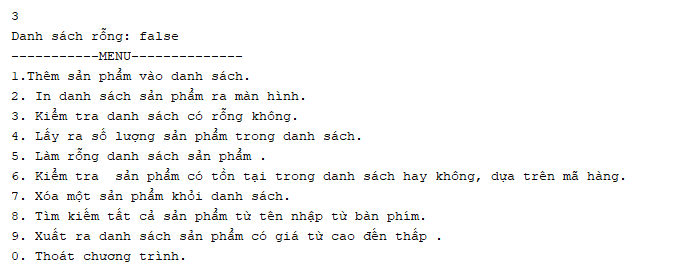 3
Danh sách rỗng: false
-----------MENU--------------
1.Thêm sản phẩm vào danh sách.
2. In danh sách sản phẩm ra màn hình.
3. Kiểm tra danh sách có rỗng không.
4. Lấy ra số lượng sản phẩm trong danh sách.
5. Làm rỗng danh sách sản phẩm .
6. Kiểm tra  sản phẩm có tồn tại trong danh sách hay không, dựa trên mã hàng.
7. Xóa một sản phẩm khỏi danh sách.
8. Tìm kiếm tất cả sản phẩm từ tên nhập từ bàn phím.
9. Xuất ra danh sách sản phẩm có giá từ cao đến thấp .
0. Thoát chương trình.